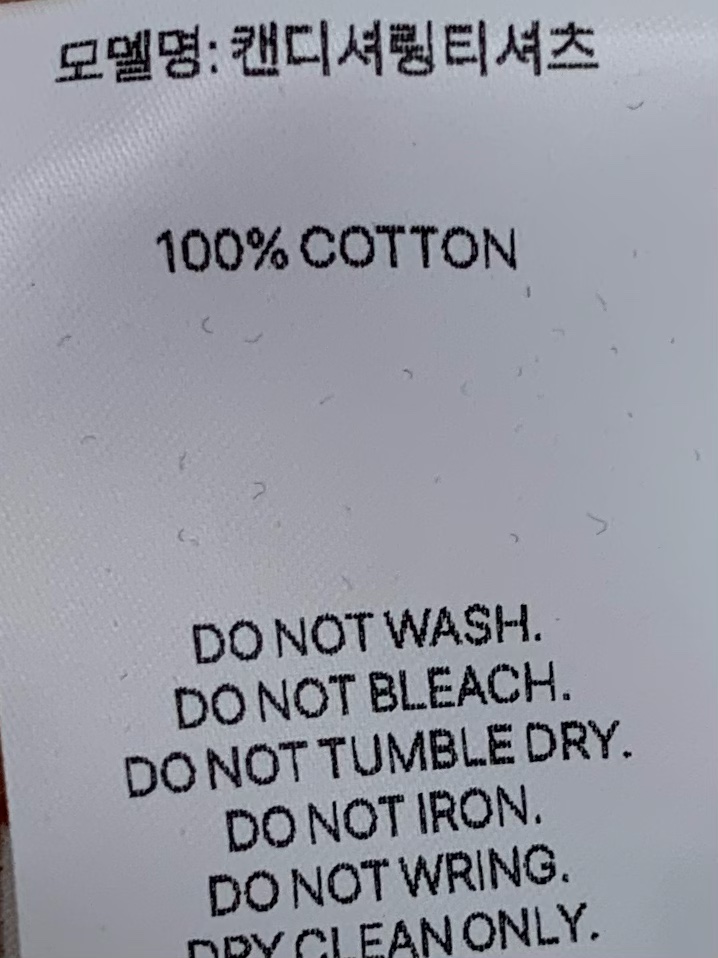 모멜명: 캔디셔링티셔츠
100% COTTON
DO NOT WASH.
DO NOT BLEACH.
DO NOT TUMBLE DRY.
DO NOT IRON.
DO NOT WRING.
DRY CLEAN ONLY.